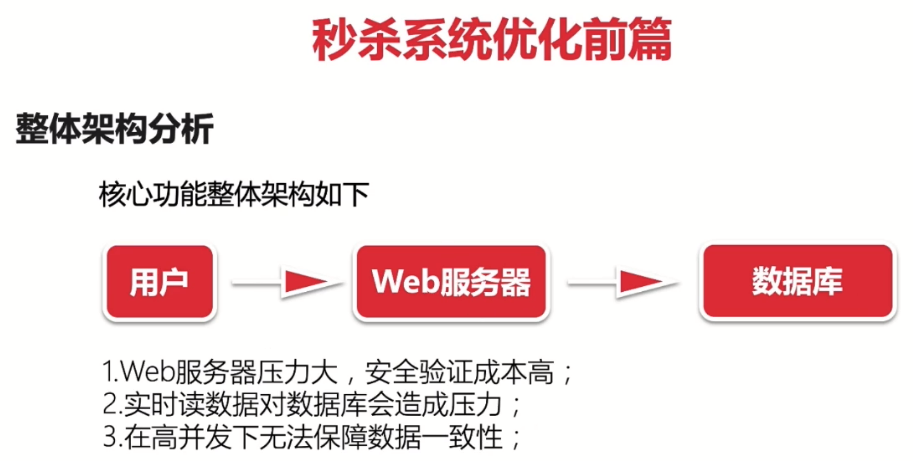 秒杀系统优化前篇
整体架构分析
核心功能整体架构如下
用户
Web服务器
数据库
1.Web服务器压力大，安全验证成本高；
2.实时读数据对数据库会造成压力；
3.在高并发下无法保障数据一致性；